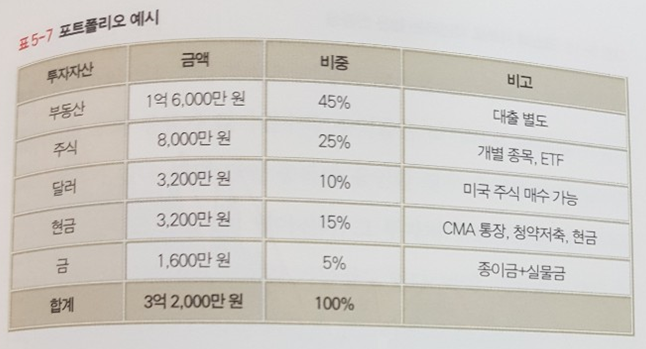 표 5-7 포트폴리오 예시
투자자산 금액 비중 비고
부동산 1억 6,000만 원 45% 대출 별도
주식 8,000만 원 25% 개별 종목, ETF
달러 3,200만 원 10% 미국 주식 매수 가능
현금 3,200만 원 15% CMA 통장, 청약저축, 현금
금 1,600만 원 5% 종이금+실물금
합계 3억 2,000만 원 100%